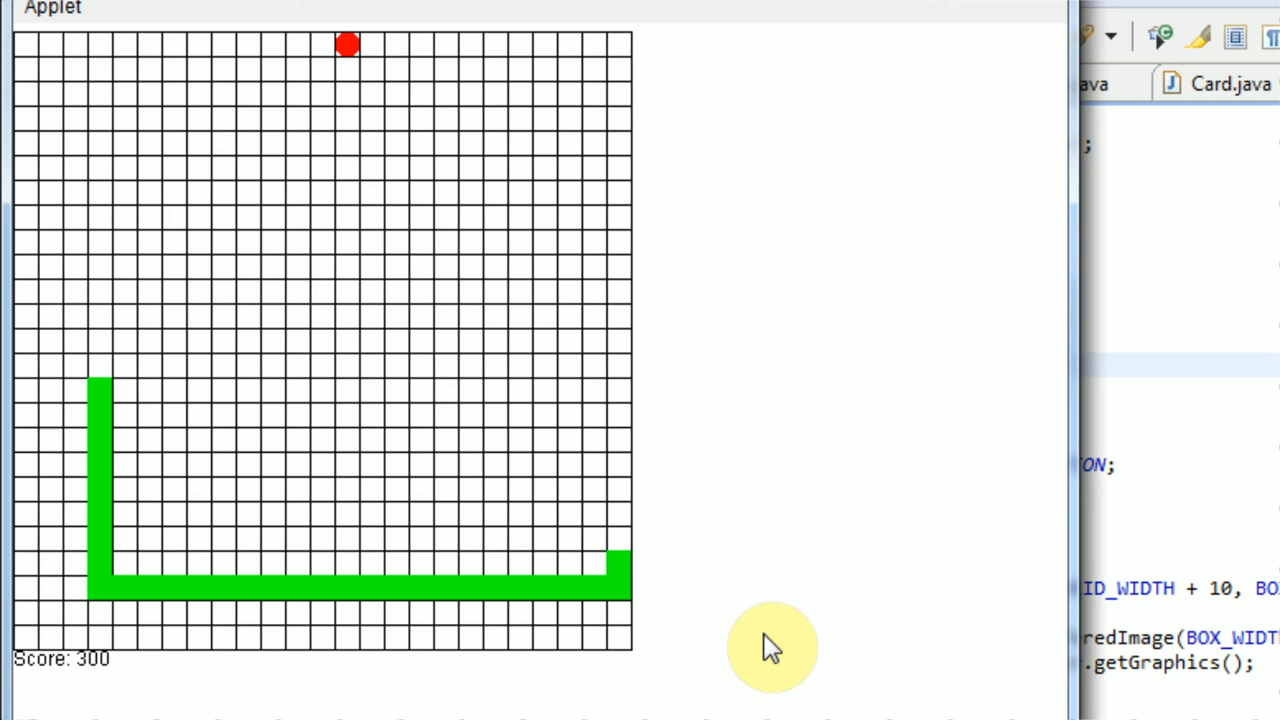 Applet
ava
Card.java
;
ON;
ID_WIDTH + 10, BO
redImage(BOX_WIDT
.getGraphics();
Score: 300